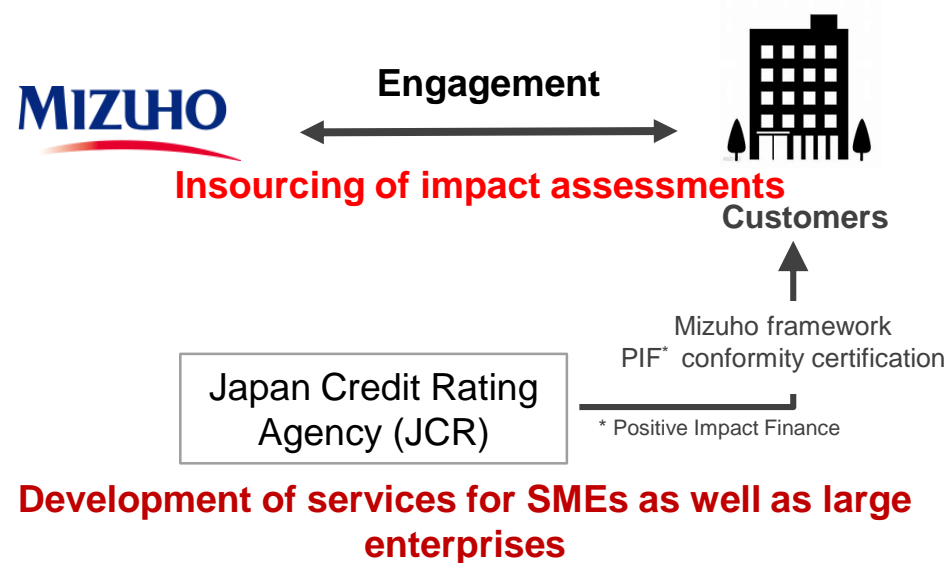 MIZUHO
Engagement
Insourcing of impact assessments
Customers
Mizuho framework
PIF* conformity certification
Japan Credit Rating
Agency (JCR)
* Positive Impact Finance
Development of services for SMEs as well as large
enterprises